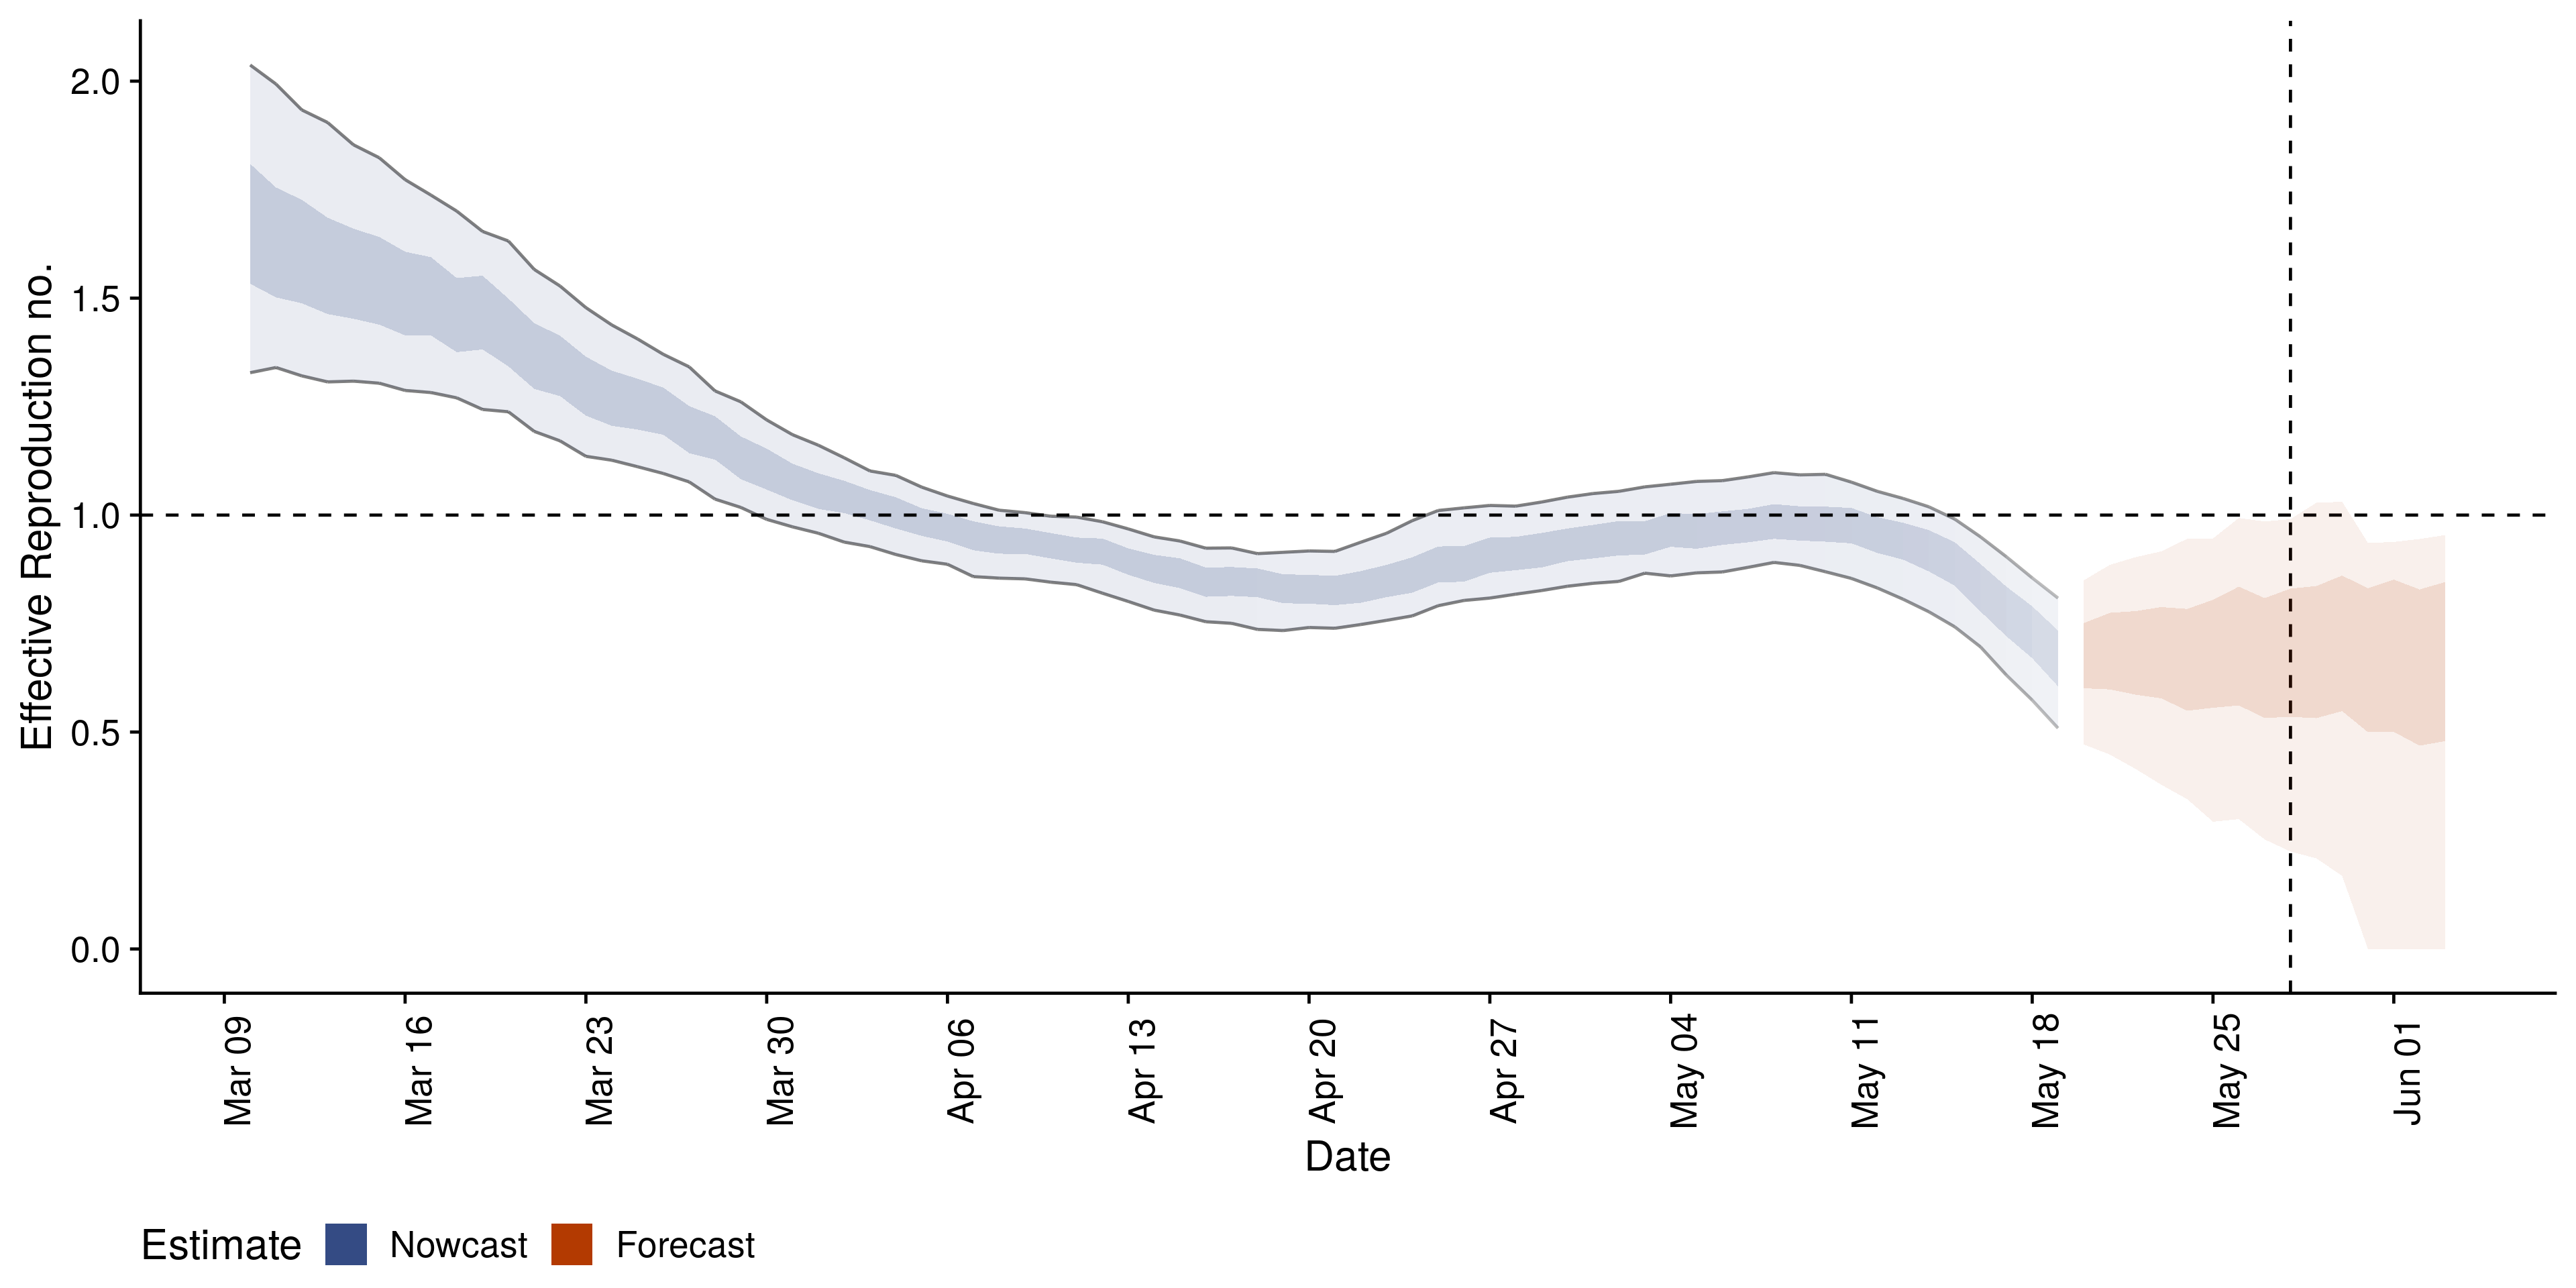 Effective Reproduction no.
2.0
1.5
1.0
0.5
0.0
Mar 09
Mar 16
Mar 23
Mar 30
Apr 06
Apr 13
Apr 20
Apr 27
May 04
May 11
May 18
May 25
Jun 01
Date
Estimate Nowcast Forecast